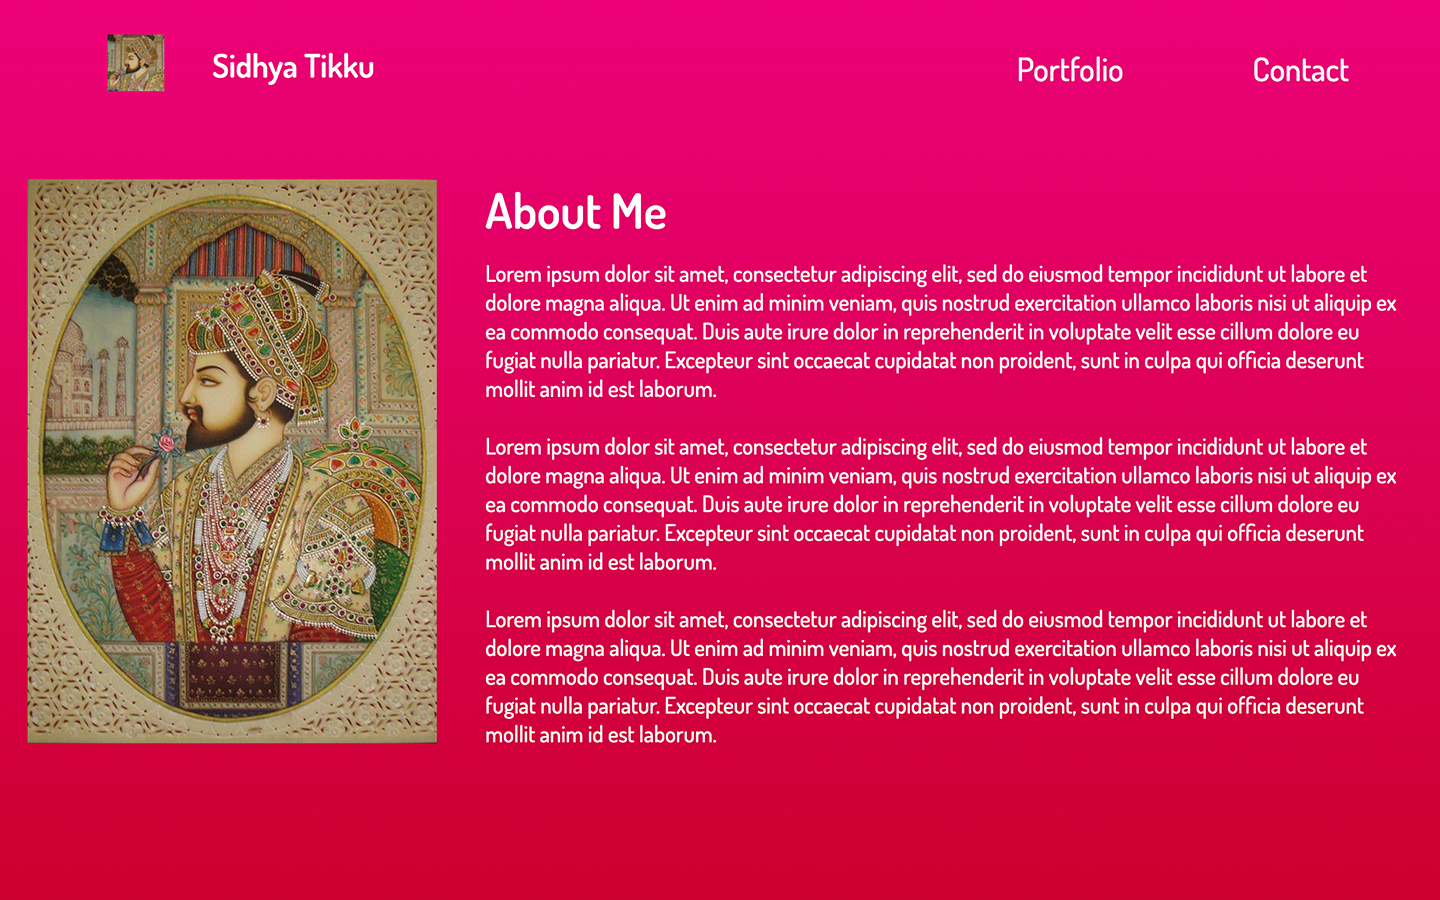 Sidhya Tikku
Portfolio
Contact
About Me
Lorem ipsum dolor sit amet, consectetur adipiscing elit, sed do eiusmod tempor incididunt ut labore et
dolore magna aliqua. Ut enim ad minim veniam, quis nostrud exercitation ullamco laboris nisi ut aliquip ex
ea commodo consequat. Duis aute irure dolor in reprehenderit in voluptate velit esse cillum dolore eu
fugiat nulla pariatur. Excepteur sint occaecat cupidatat non proident, sunt in culpa qui officia deserunt
mollit anim id est laborum.
Lorem ipsum dolor sit amet, consectetur adipiscing elit, sed do eiusmod tempor incididunt ut labore et
dolore magna aliqua. Ut enim ad minim veniam, quis nostrud exercitation ullamco laboris nisi ut aliquip ex
ea commodo consequat. Duis aute irure dolor in reprehenderit in voluptate velit esse cillum dolore eu
fugiat nulla pariatur. Excepteur sint occaecat cupidatat non proident, sunt in culpa qui officia deserunt
mollit anim id est laborum.
Lorem ipsum dolor sit amet, consectetur adipiscing elit, sed do eiusmod tempor incididunt ut labore et
dolore magna aliqua. Ut enim ad minim veniam, quis nostrud exercitation ullamco laboris nisi ut aliquip ex
ea commodo consequat. Duis aute irure dolor in reprehenderit in voluptate velit esse cillum dolore eu
fugiat nulla pariatur. Excepteur sint occaecat cupidatat non proident, sunt in culpa qui officia deserunt
mollit anim id est laborum.